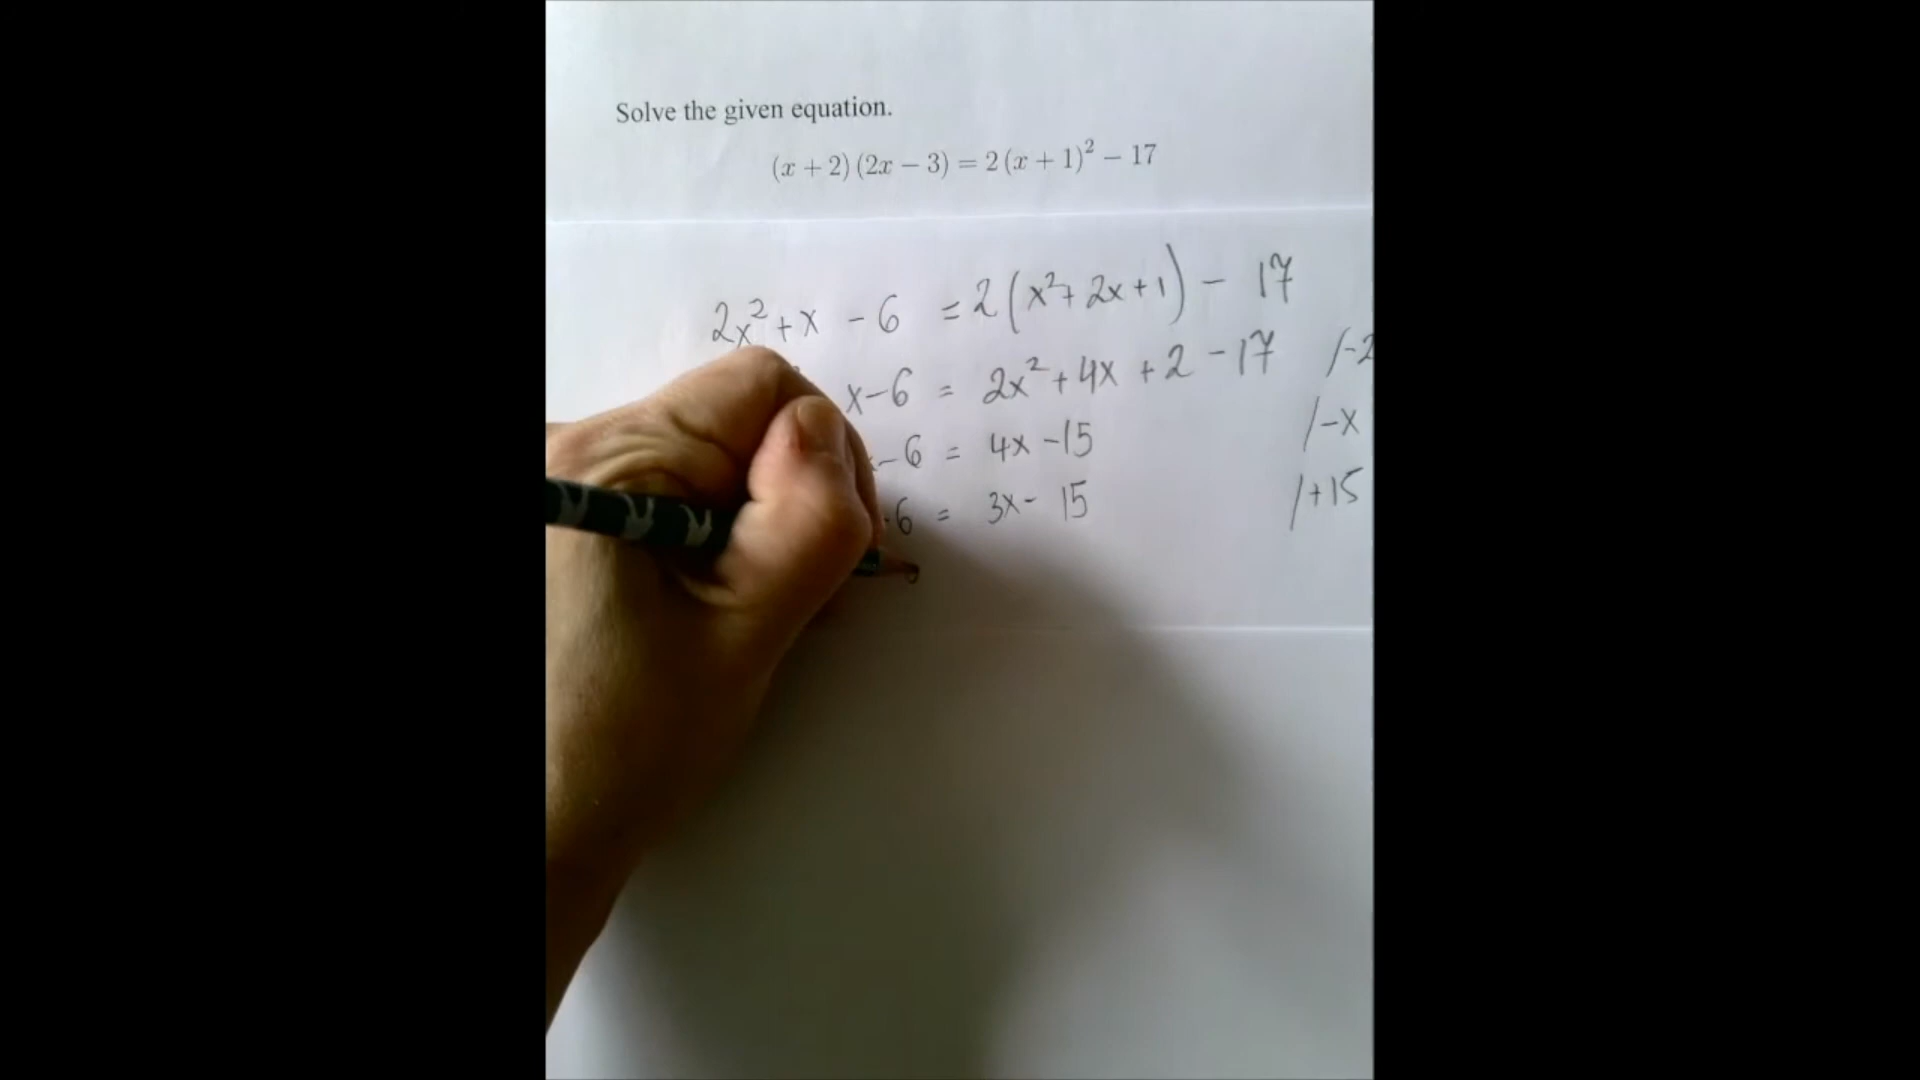 Solve the given equation.
(x + 2) (2x − 3) = 2 (x + 1)² − 17
2x² + x - 6 = 2(x² + 2x + 1) - 17
x - 6 = 2x² + 4x + 2 - 17 /-2
- 6 = 4x - 15 /-x
-6 = 3x - 15 /+15